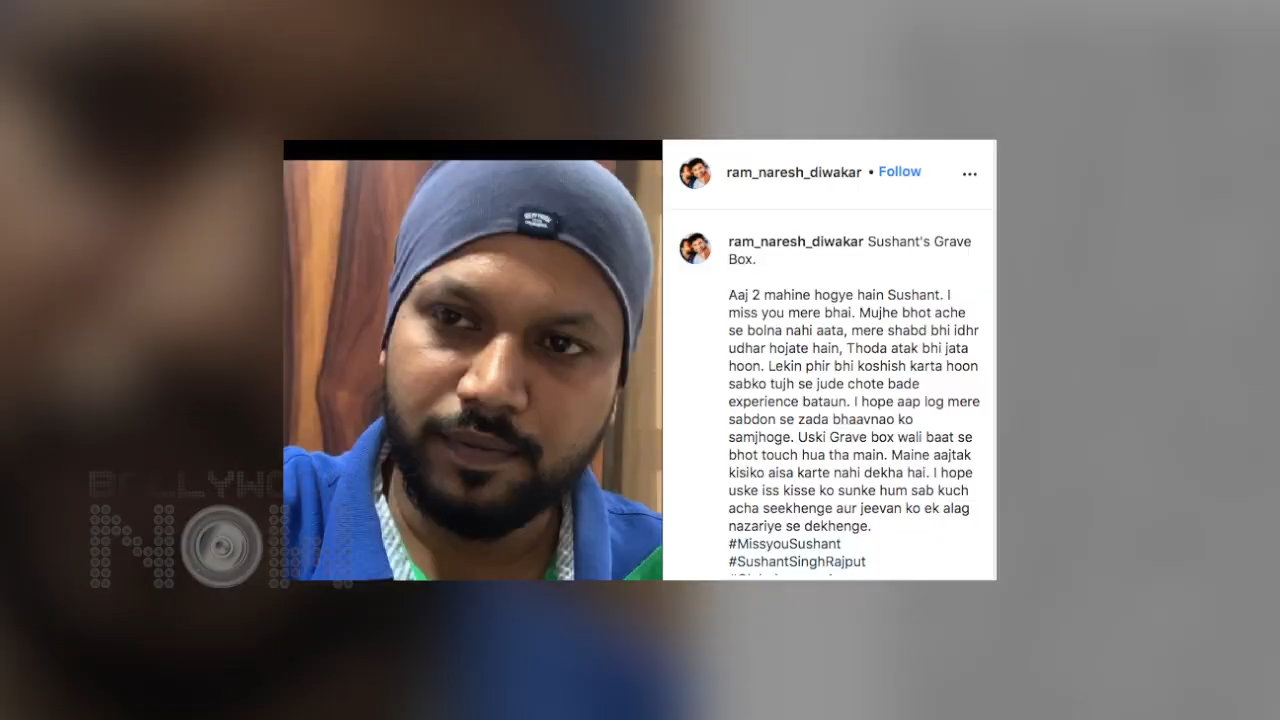 ram_naresh_diwakar • Follow ...
ram_naresh_diwakar Sushant's Grave
Box.
Aaj 2 mahine hogye hain Sushant. I
miss you mere bhai. Mujhe bhot ache
se bolna nahi aata, mere shabd bhi idhr
udhar hojate hain, Thoda atak bhi jata
hoon. Lekin phir bhi koshish karta hoon
sabko tujh se jude chote bade
experience bataun. I hope aap log mere
sabdon se zada bhaavnao ko
samjhoge. Uski Grave box wali baat se
bhot touch hua tha main. Maine aajtak
kisiko aisa karte nahi dekha hai. I hope
uske iss kisse ko sunke hum sab kuch
acha seekhenge aur jeevan ko ek alag
nazariye se dekhenge.
#MissyouSushant
#SushantSinghRajput
NOW